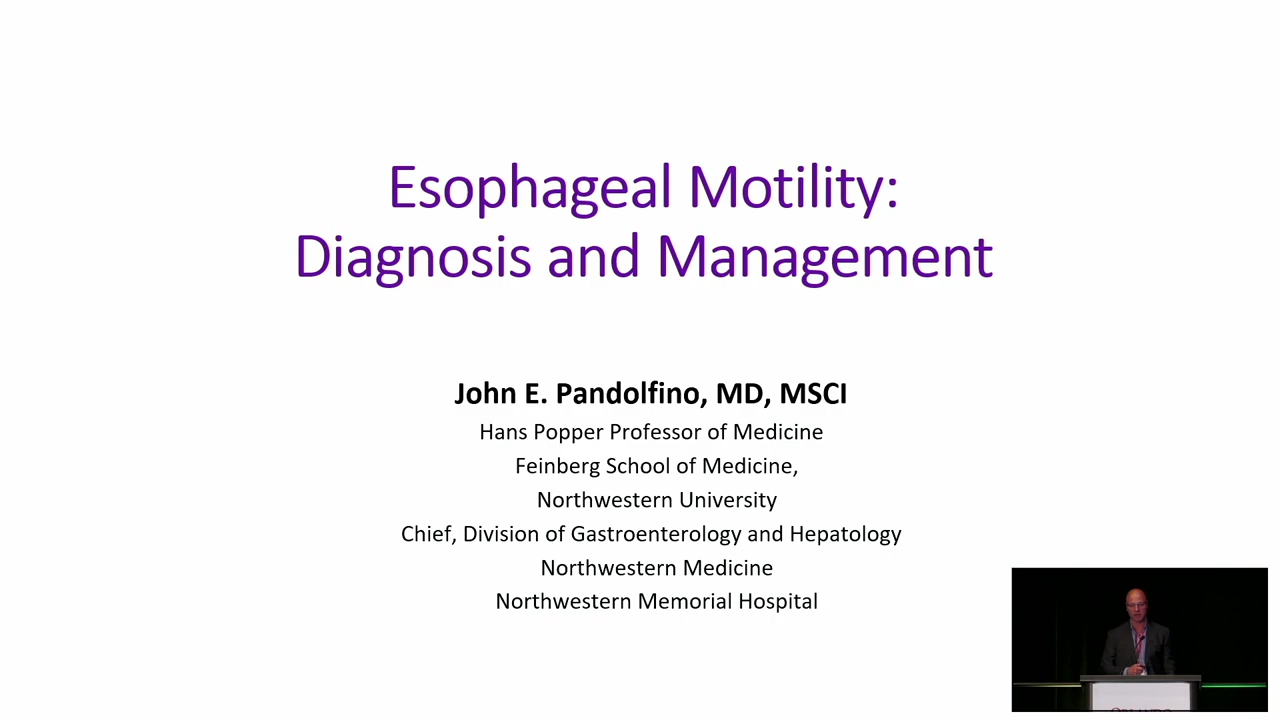 Esophageal Motility:
Diagnosis and Management
John E. Pandolfino, MD, MSCI
Hans Popper Professor of Medicine
Feinberg School of Medicine,
Northwestern University
Chief, Division of Gastroenterology and Hepatology
Northwestern Medicine
Northwestern Memorial Hospital